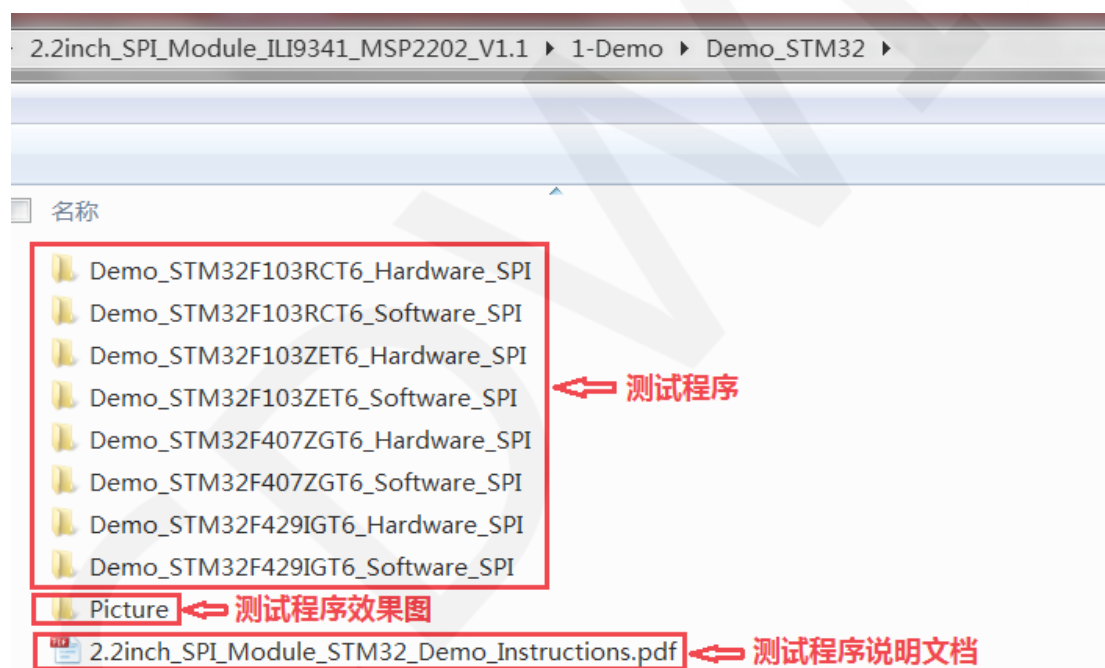 2.2inch_SPI_Module_ILI9341_MSP2202_V1.1 ▸ 1-Demo ▸ Demo_STM32 ▸
名称
Demo_STM32F103RCT6_Hardware_SPI
Demo_STM32F103RCT6_Software_SPI
Demo_STM32F103ZET6_Hardware_SPI
Demo_STM32F103ZET6_Software_SPI
测试程序
Demo_STM32F407ZGT6_Hardware_SPI
Demo_STM32F407ZGT6_Software_SPI
Demo_STM32F429IGT6_Hardware_SPI
Demo_STM32F429IGT6_Software_SPI
Picture 测试程序效果图
2.2inch_SPI_Module_STM32_Demo_Instructions.pdf 测试程序说明文档